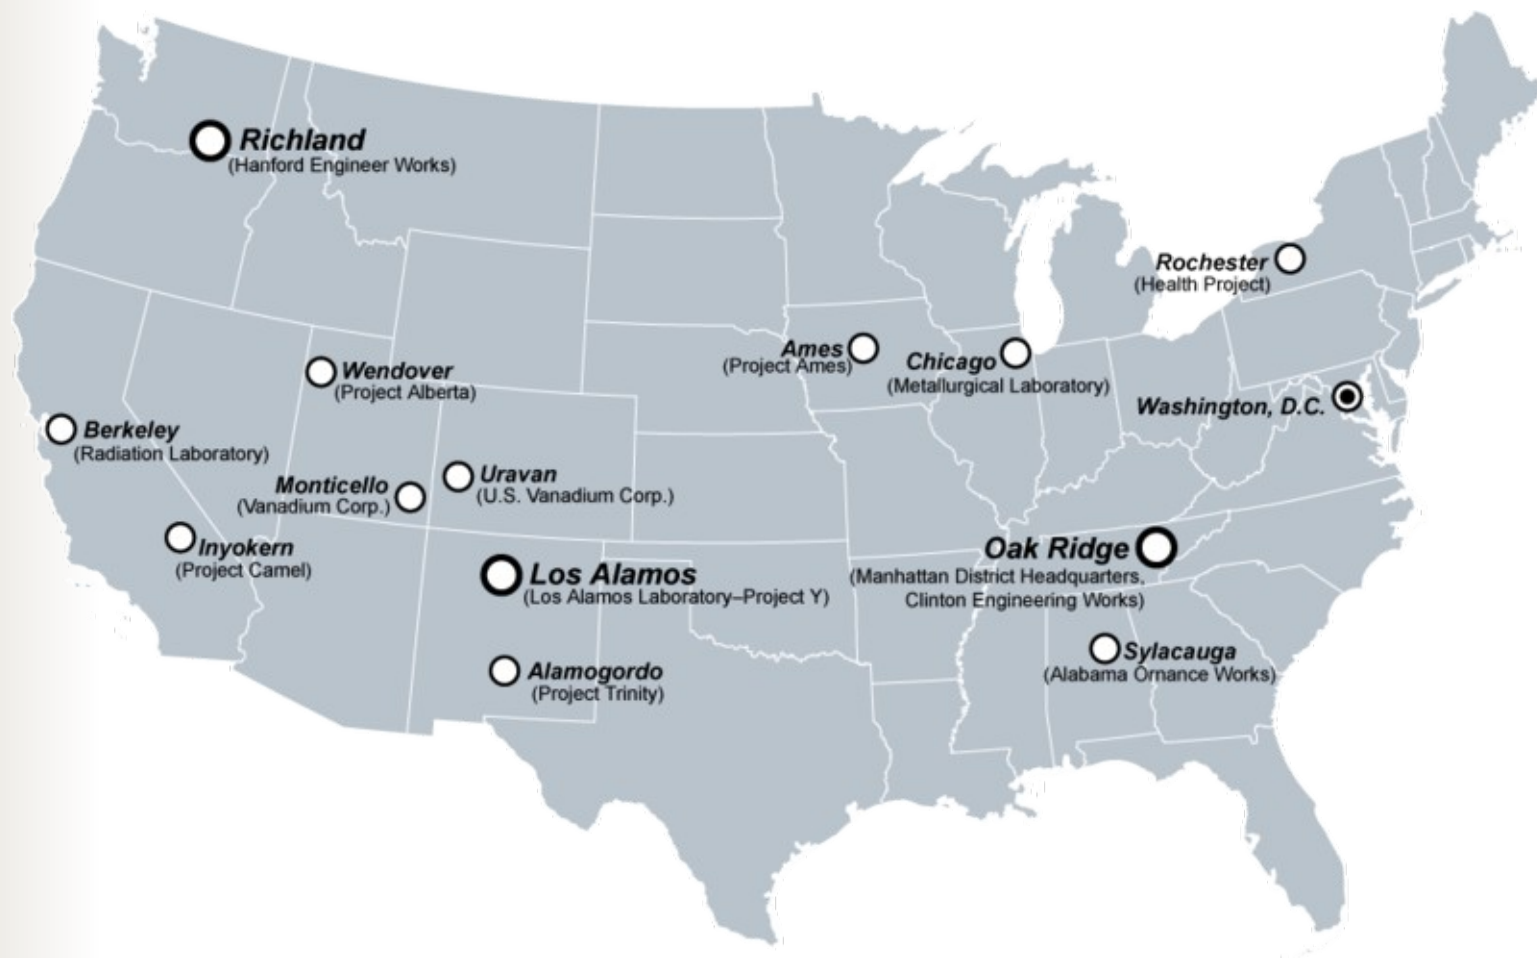 Richland
(Hanford Engineer Works)
Rochester
(Health Project)
Ames
(Project Ames)
Chicago
(Metallurgical Laboratory)
Wendover
(Project Alberta)
Washington, D.C.
Berkeley
(Radiation Laboratory)
Monticello
(Vanadium Corp.)
Uravan
(U.S. Vanadium Corp.)
Inyokern
(Project Camel)
Los Alamos
(Los Alamos Laboratory–Project Y)
Oak Ridge
(Manhattan District Headquarters,
Clinton Engineering Works)
Alamogordo
(Project Trinity)
Sylacauga
(Alabama Ornance Works)